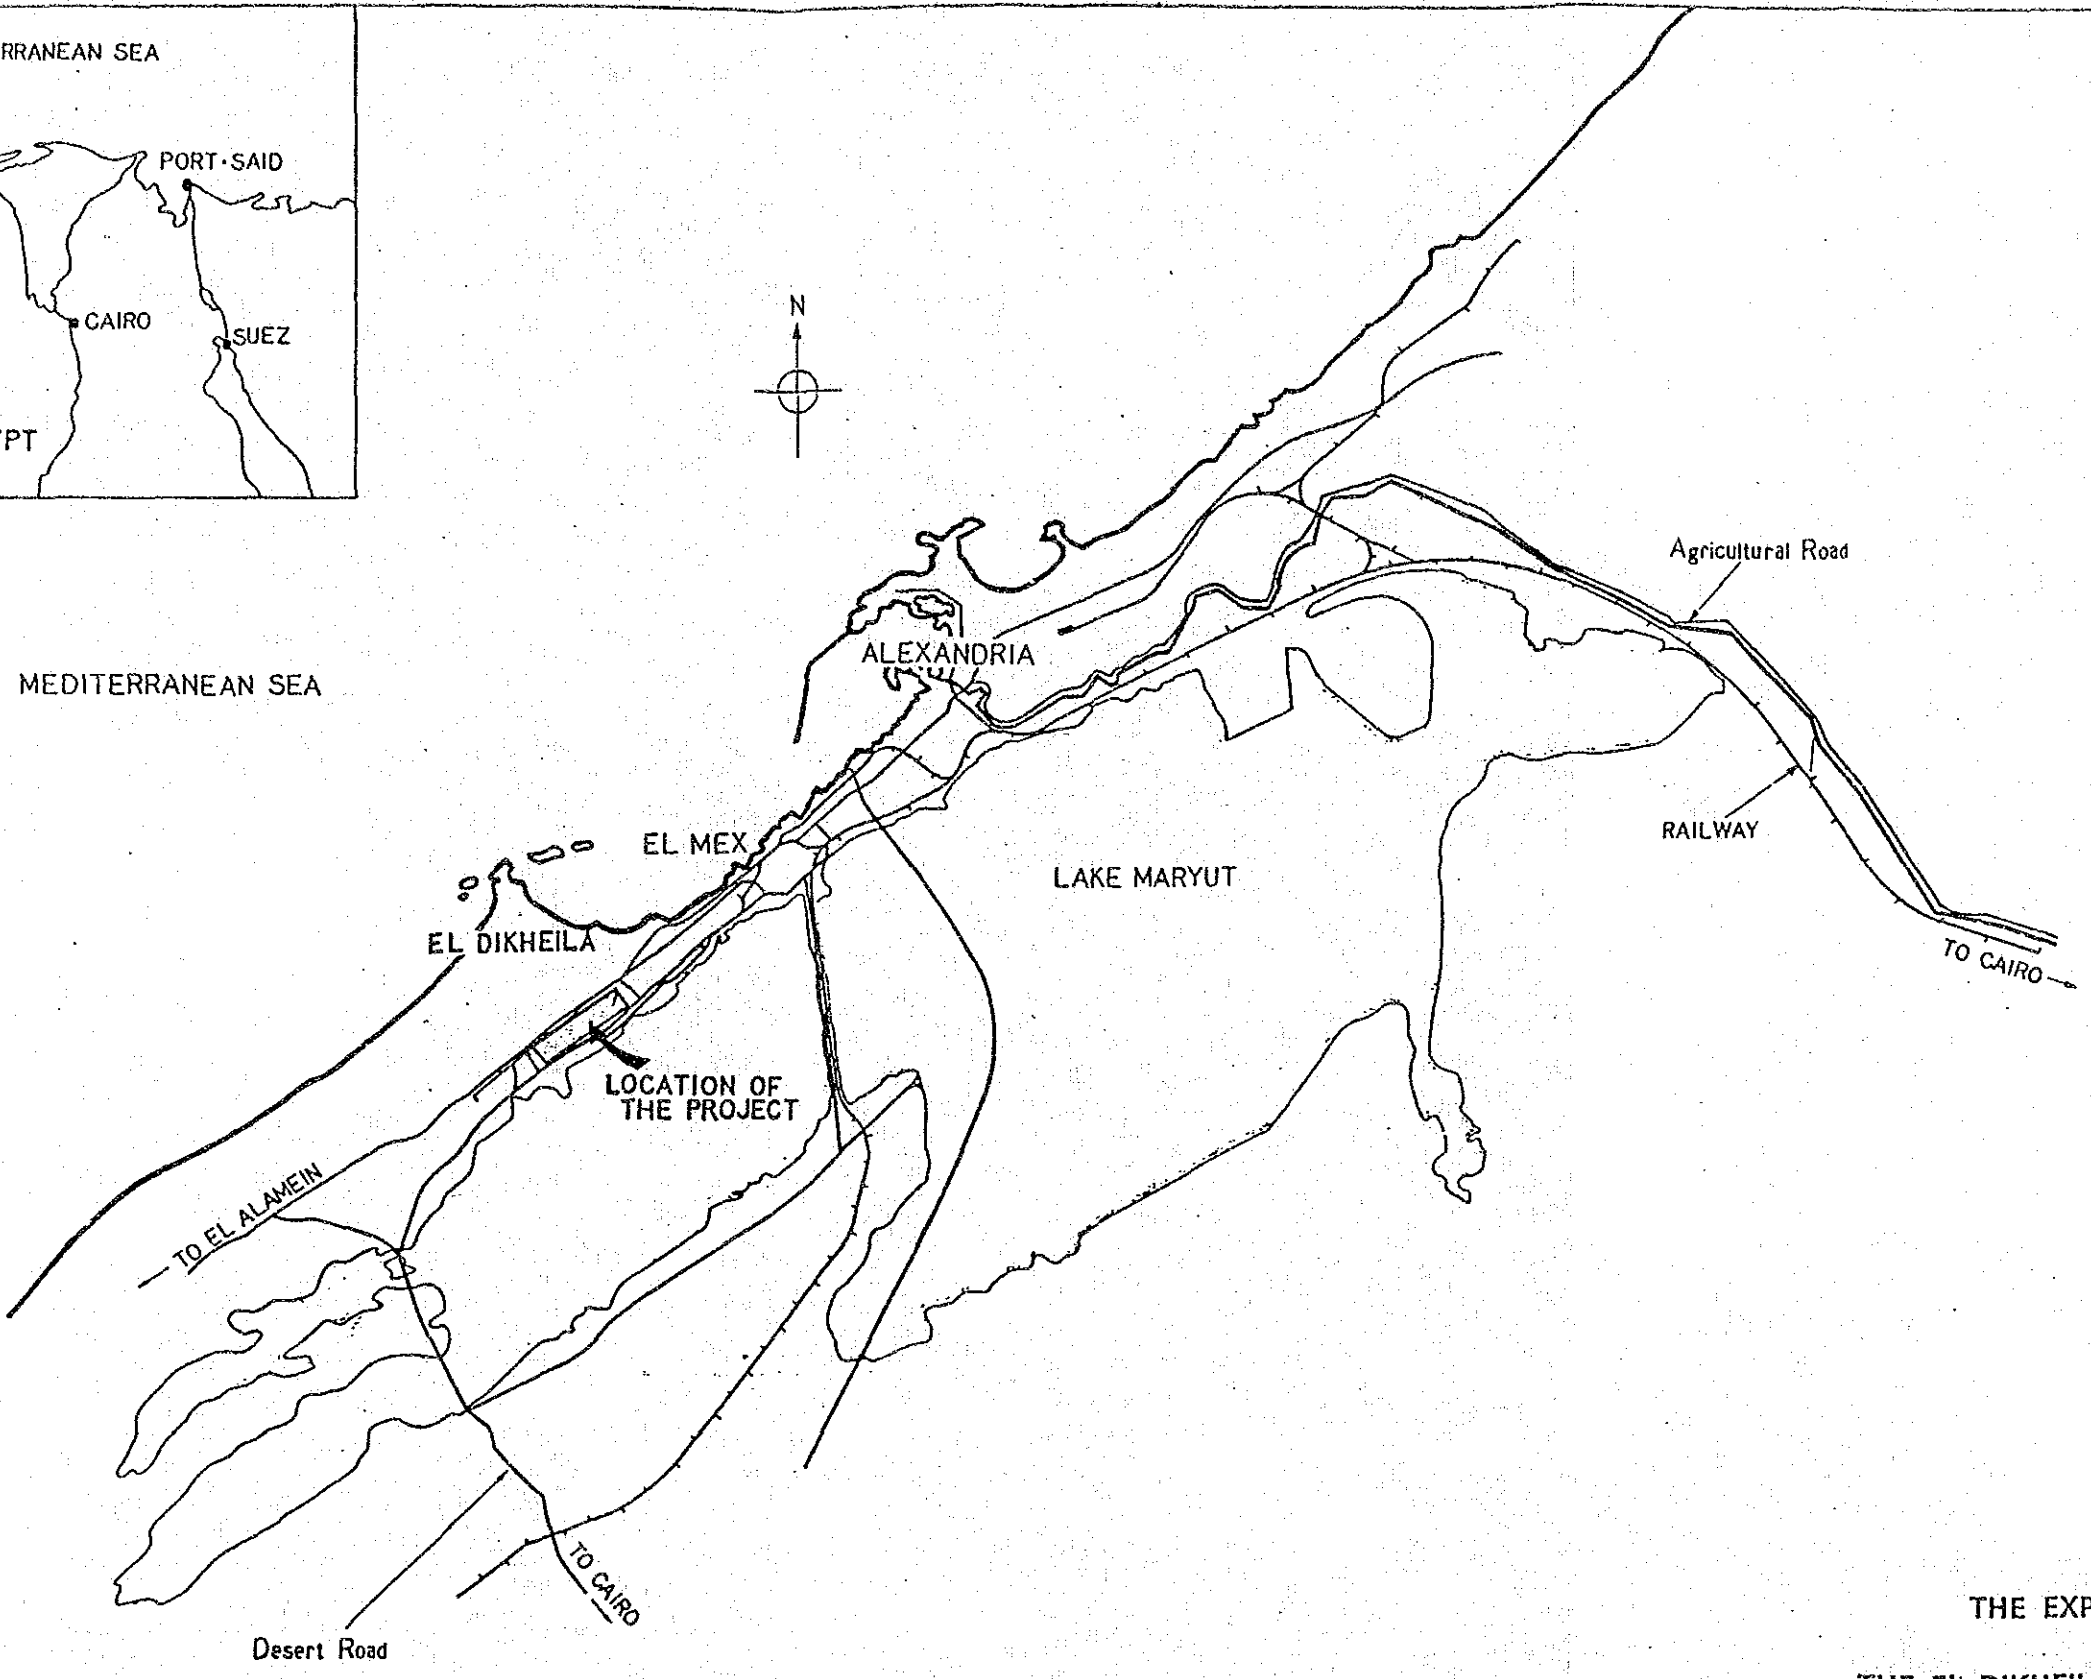 RRANEAN SEA
PORT·SAID
CAIRO
SUEZ
YPT
N
Agricultural Road
ALEXANDRIA
MEDITERRANEAN SEA
RAILWAY
EL MEX
LAKE MARYUT
EL DIKHEILA
TO CAIRO
LOCATION OF
THE PROJECT
TO EL ALAMEIN
TO CAIRO
THE EXP
Desert Road